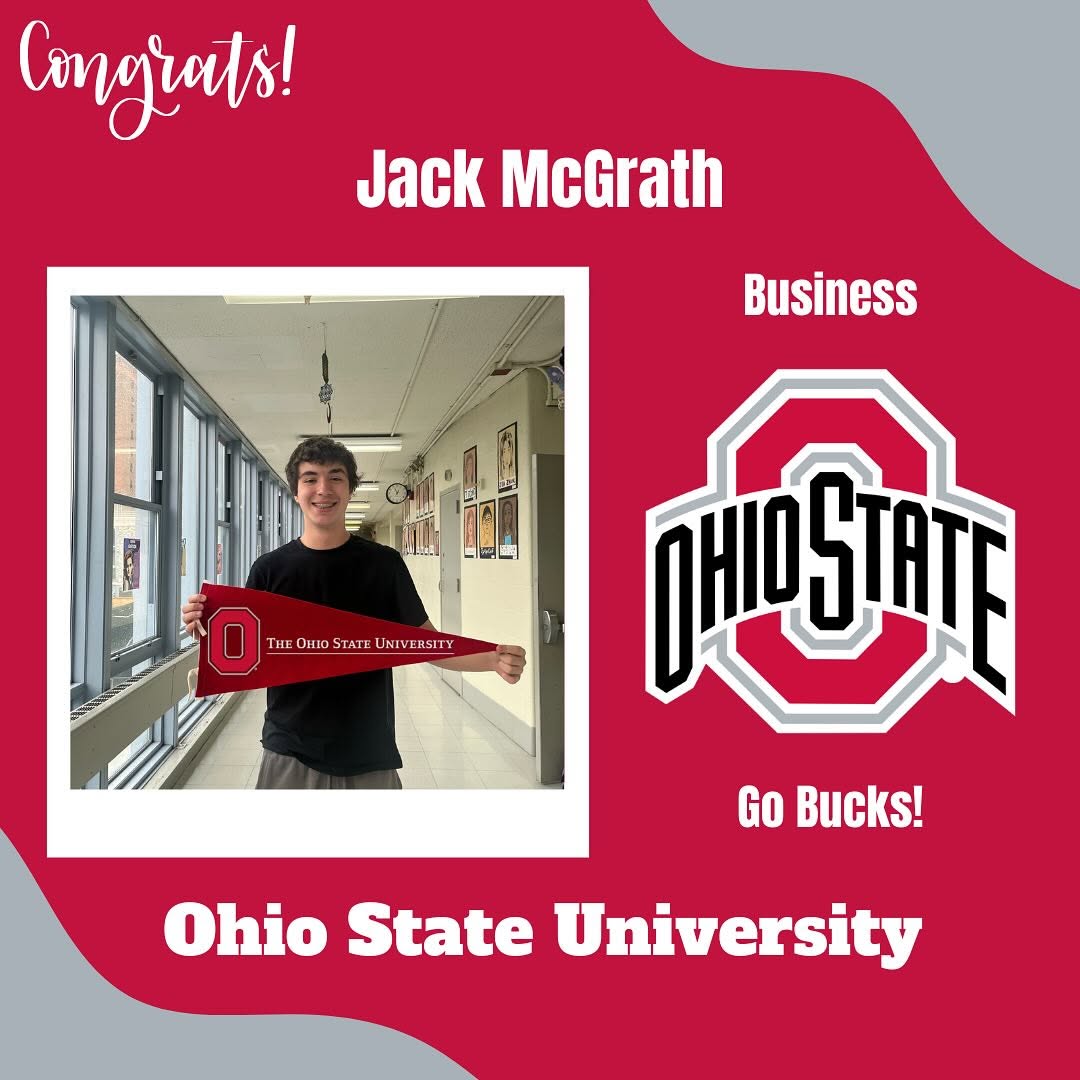 Congrats!
Jack McGrath
Business
O
THE OHIO STATE UNIVERSITY
OHIO STATE
Go Bucks!
Ohio State University